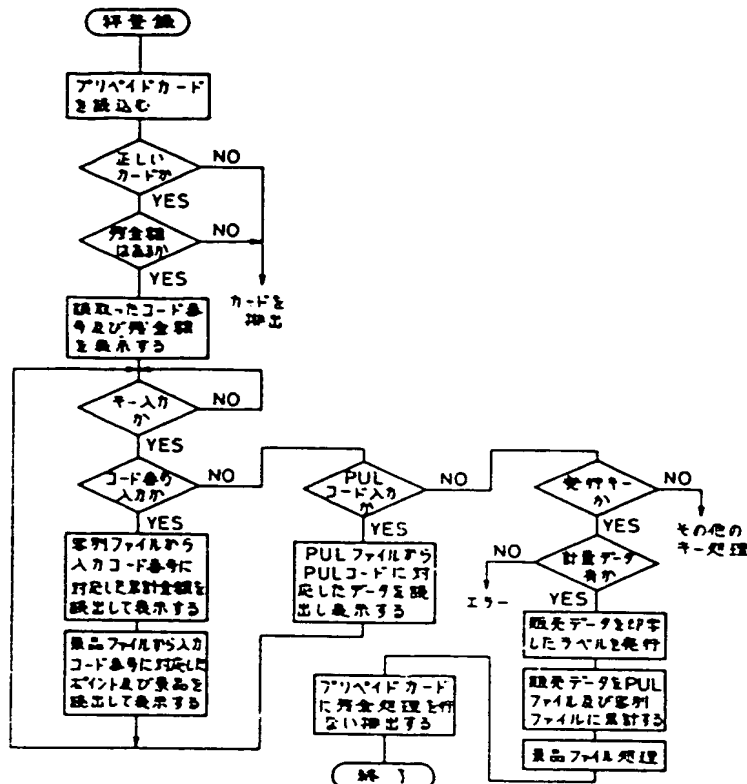 秤登録
プリペイドカード
を読込む
正しい
カードか
NO
YES
残金額
はあるか
NO
YES
カードを
排出
読取ったコード番
号及び残金額
を表示する
キー入力
か
NO
YES
コード番号
入力か
NO
YES
PUL
コード入力
か
NO
YES
発行キー
か
NO
YES
その他の
キー処理
客別ファイルから
入力コード番号に
対応した累計金額を
読出して表示する
PULファイルから
PULコードに対
応したデータを読
出し表示する
計量データ
有か
NO
YES
エラー
景品ファイルから入力
コード番号に対応した
ポイント及び景品を
読出して表示する
販売データを印字
したラベルを発行
販売データをPUL
ファイル及び客別
ファイルに累計する
景品ファイル処理
プリペイドカード
に残金処理を行
ない排出する
終了